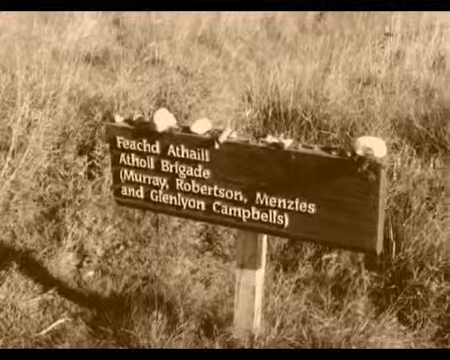 Feachd Athaill
Atholl Brigade
(Murray, Robertson, Menzies
and Glenlyon Campbells)